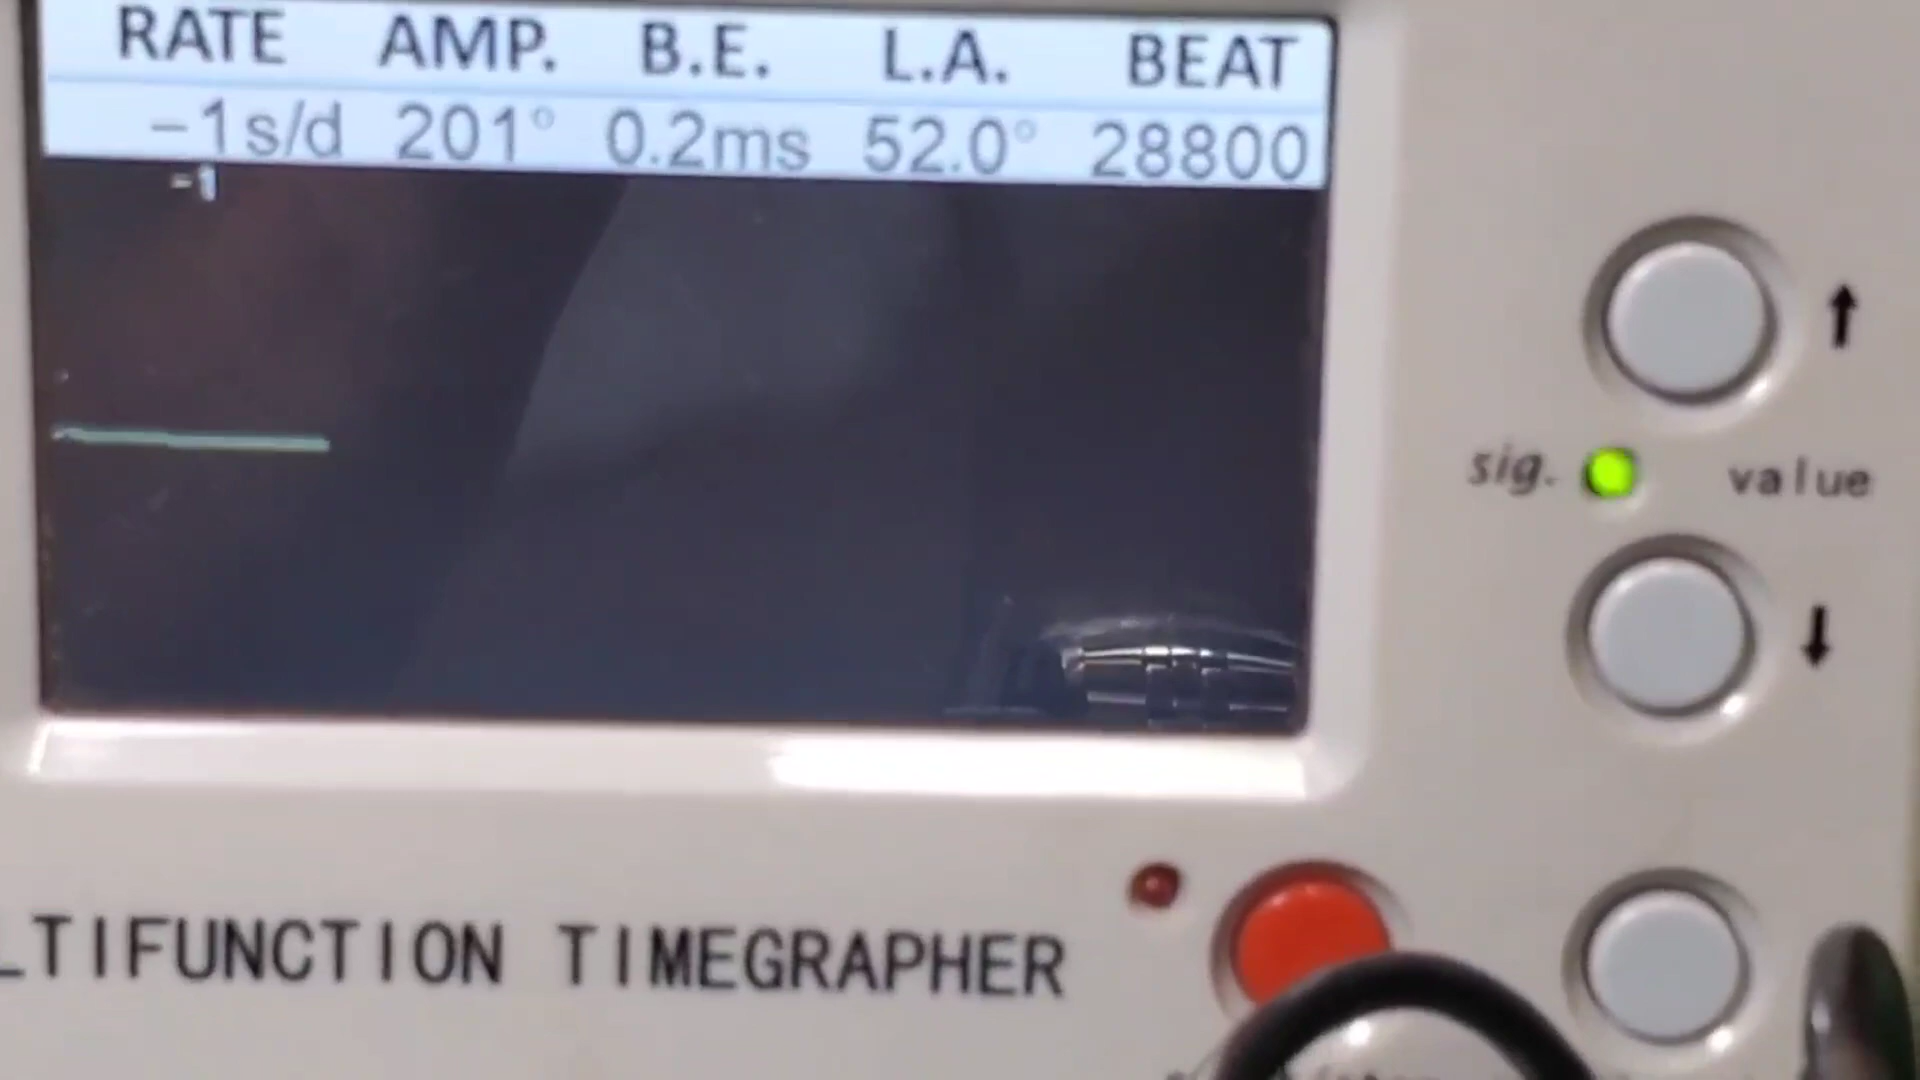 RATE AMP. B.E. L.A. BEAT
-1s/d 201° 0.2ms 52.0° 28800
-1
sig. value
LTIFUNCTION TIMEGRAPHER